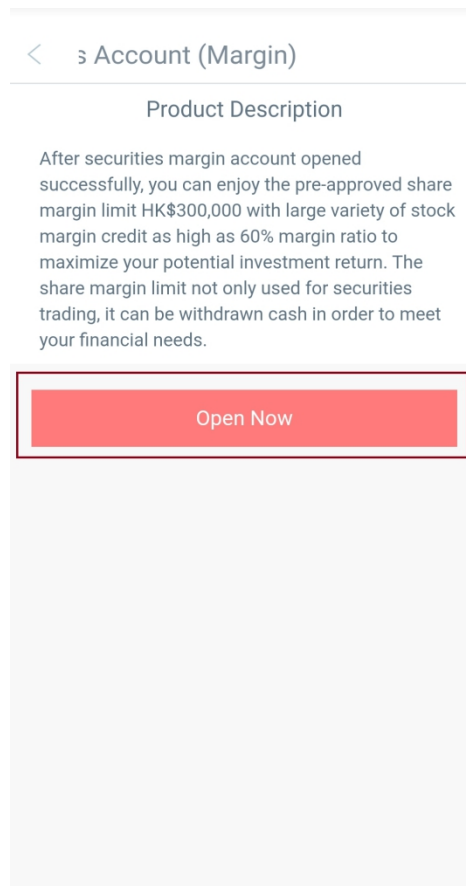 s Account (Margin)
Product Description
After securities margin account opened
successfully, you can enjoy the pre-approved share
margin limit HK$300,000 with large variety of stock
margin credit as high as 60% margin ratio to
maximize your potential investment return. The
share margin limit not only used for securities
trading, it can be withdrawn cash in order to meet
your financial needs.
Open Now